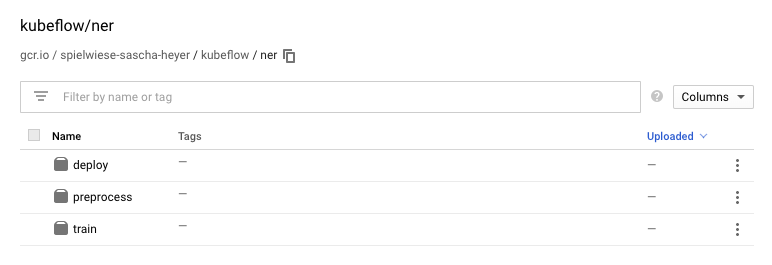 kubeflow/ner
gcr.io / spielwiese-sascha-heyer / kubeflow / ner
Filter by name or tag
? Columns
Name Tags Uploaded
deploy — —
preprocess — —
train — —